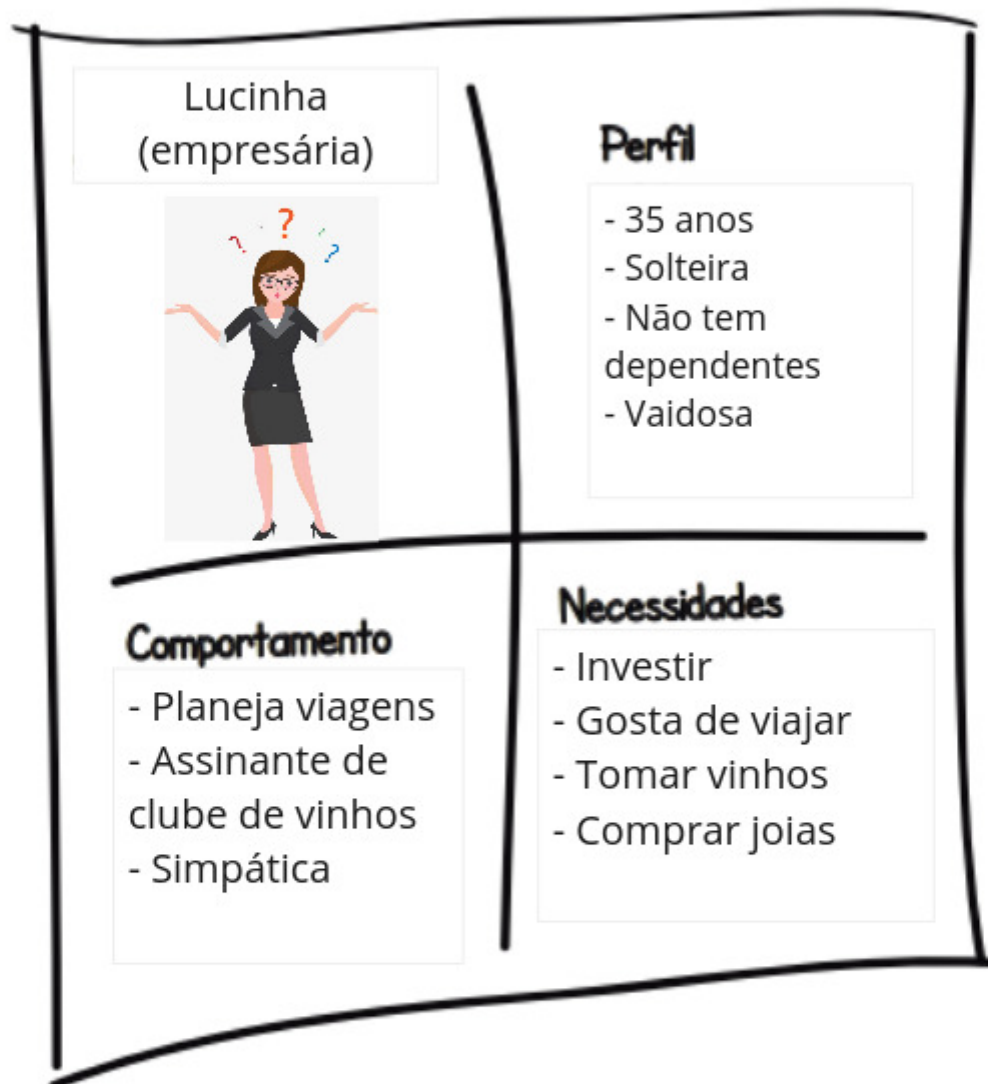 Lucinha
(empresária)
?
?
?
?
Perfil
- 35 anos
- Solteira
- Não tem
dependentes
- Vaidosa
Comportamento
- Planeja viagens
- Assinante de
clube de vinhos
- Simpática
Necessidades
- Investir
- Gosta de viajar
- Tomar vinhos
- Comprar joias